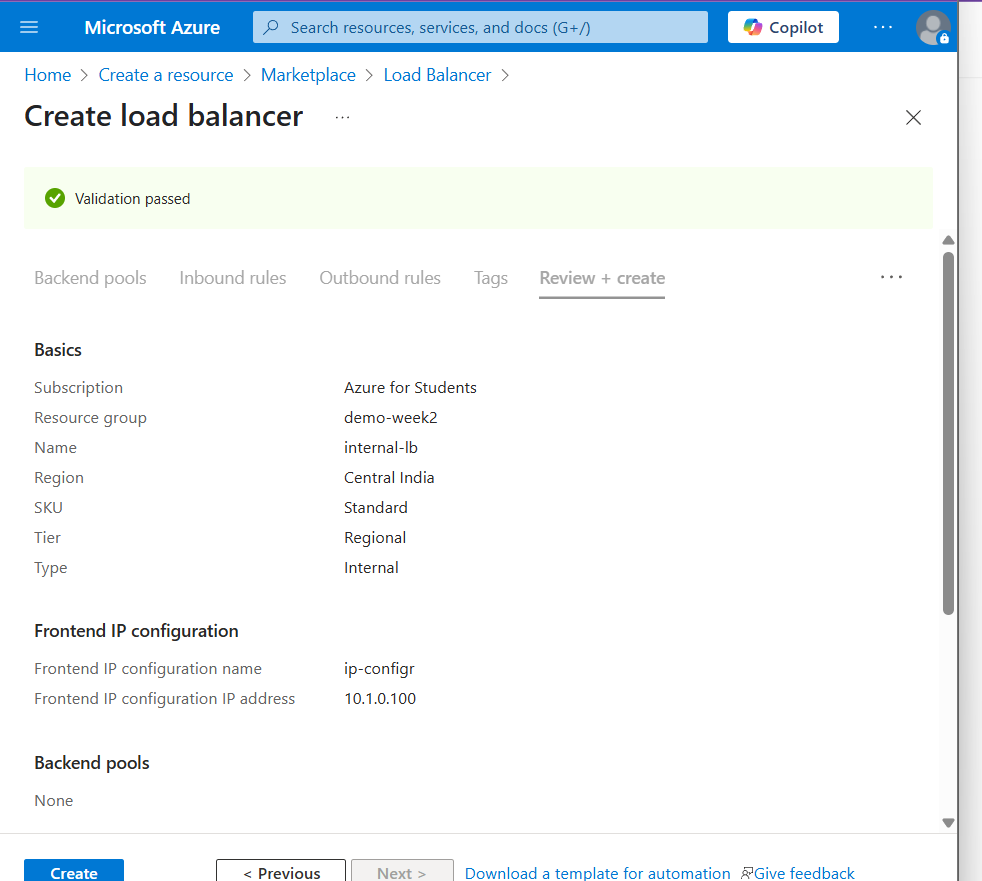 Microsoft Azure
Search resources, services, and docs (G+/)
Copilot
...
Home > Create a resource > Marketplace > Load Balancer >
Create load balancer ...
Validation passed
Backend pools Inbound rules Outbound rules Tags Review + create ...
Basics
Subscription Azure for Students
Resource group demo-week2
Name internal-lb
Region Central India
SKU Standard
Tier Regional
Type Internal
Frontend IP configuration
Frontend IP configuration name ip-configr
Frontend IP configuration IP address 10.1.0.100
Backend pools
None
Create < Previous Next > Download a template for automation Give feedback